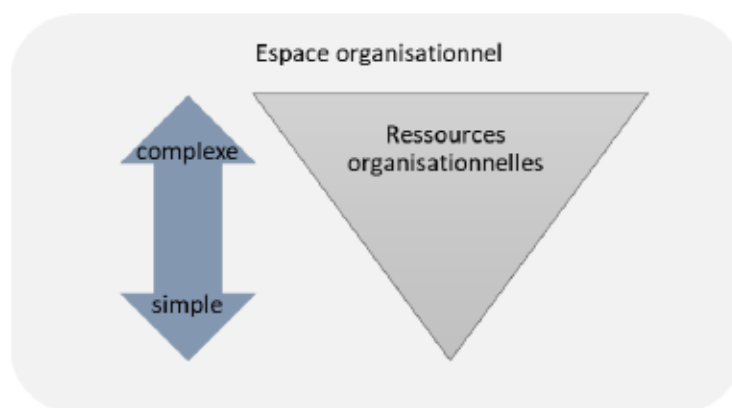 Espace organisationnel
complexe
Ressources
organisationnelles
simple